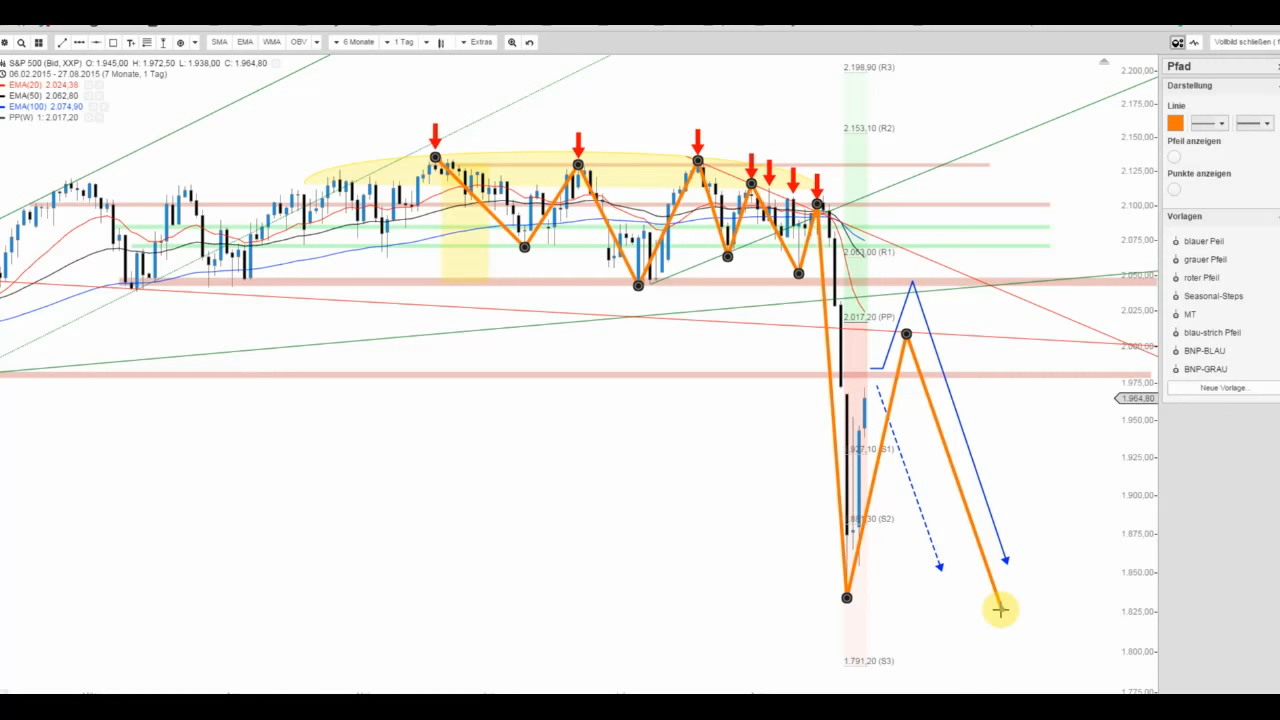 SMA EMA WMA OBV 6 Monate 1 Tag Extras
S&P 500 (Bid, XXP) O: 1.945,00 H: 1.972,50 L: 1.938,00 C: 1.964,80
06.02.2015 - 27.08.2015 (7 Monate, 1 Tag)
EMA(20) 2.024,38
EMA(50) 2.062,80
EMA(100) 2.074,90
PP(W) 1: 2.017,20
2.198,90 (R3)
2.153,10 (R2)
(R1)
2.017,20 (PP)
(S1)
(S2)
1.791,20 (S3)
2.200,00
2.175,00
2.150,00
2.125,00
2.100,00
2.075,00
2.050,00
2.025,00
2.000,00
1.975,00
1.964,80
1.950,00
1.925,00
1.900,00
1.875,00
1.850,00
1.825,00
1.800,00
1.775,00
Vollbild schließen
Pfad
Darstellung
Linie
Pfeil anzeigen
Punkte anzeigen
Vorlagen
blauer Peil
grauer Pfeil
roter Pfeil
Seasonal-Steps
MT
blau-strich Pfeil
BNP-BLAU
BNP-GRAU
Neue Vorlage...